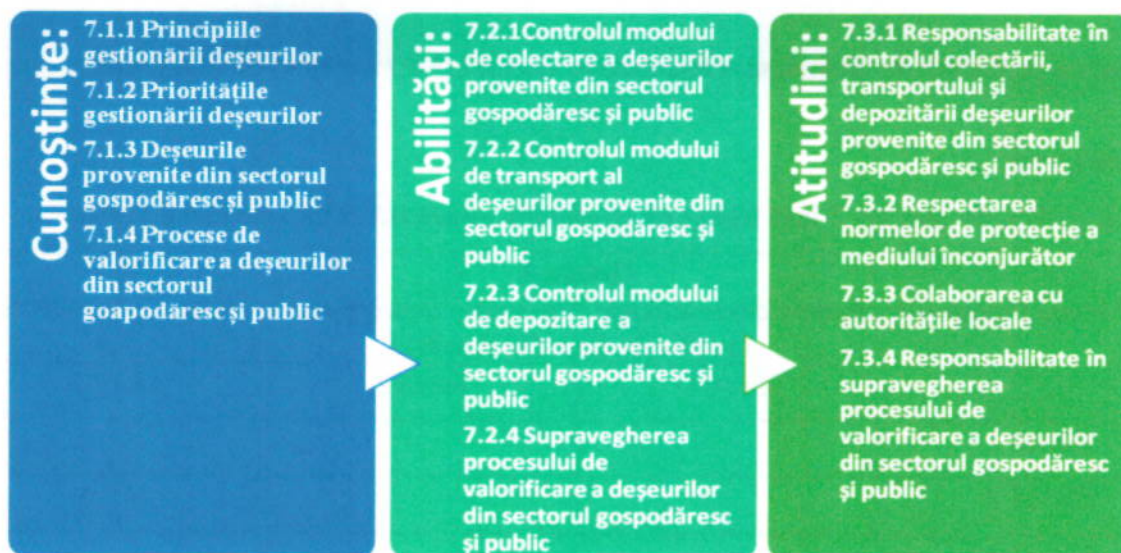 Cunoștințe:
7.1.1 Principiile
gestionării deșeurilor
7.1.2 Prioritățile
gestionării deșeurilor
7.1.3 Deșeurile
provenite din sectorul
gospodăresc și public
7.1.4 Procese de
valorificare a deșeurilor
din sectorul
goapodăresc și public
Abilități:
7.2.1Controlul modului
de colectare a deșeurilor
provenite din sectorul
gospodăresc și public
7.2.2 Controlul modului
de transport al
deșeurilor provenite din
sectorul gospodăresc și
public
7.2.3 Controlul modului
de depozitare a
deșeurilor provenite din
sectorul gospodăresc și
public
7.2.4 Supravegherea
procesului de
valorificare a deșeurilor
din sectorul gospodăresc
și public
Atitudini:
7.3.1 Responsabilitate în
controlul colectării,
transportului și
depozitării deșeurilor
provenite din sectorul
gospodăresc și public
7.3.2 Respectarea
normelor de protecție a
mediului înconjurător
7.3.3 Colaborarea cu
autoritățile locale
7.3.4 Responsabilitate în
supravegherea
procesului de
valorificare a deșeurilor
din sectorul gospodăresc
și public